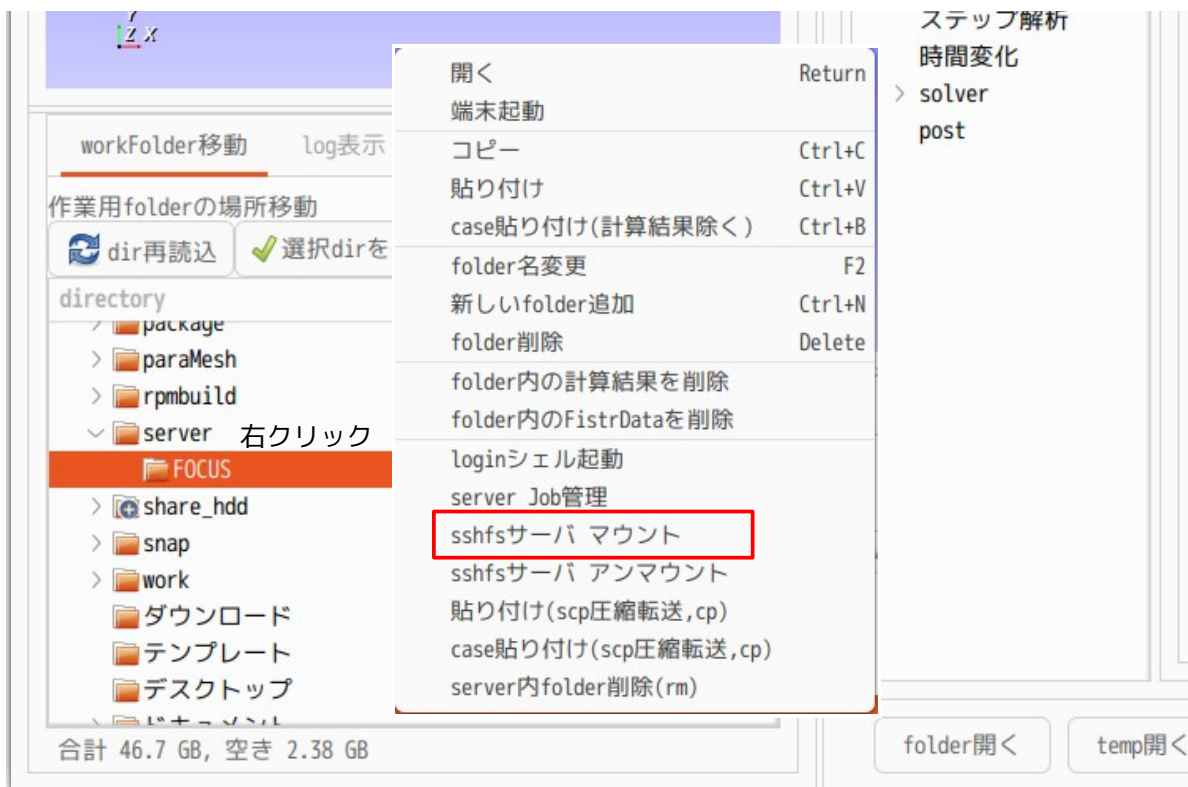 Y
Z X
workFolder移動
log表示
作業用folderの場所移動
dir再読込
選択dirを
directory
package
paraMesh
rpmbuild
server
右クリック
FOCUS
share_hdd
snap
work
ダウンロード
テンプレート
デスクトップ
ドキュメント
合計 46.7 GB, 空き 2.38 GB
開く Return
端末起動
コピー Ctrl+C
貼り付け Ctrl+V
case貼り付け(計算結果除く) Ctrl+B
folder名変更 F2
新しいfolder追加 Ctrl+N
folder削除 Delete
folder内の計算結果を削除
folder内のFistrDataを削除
loginシェル起動
server Job管理
sshfsサーバ マウント
sshfsサーバ アンマウント
貼り付け(scp圧縮転送,cp)
case貼り付け(scp圧縮転送,cp)
server内folder削除(rm)
ステップ解析
時間変化
solver
post
folder開く
temp開く